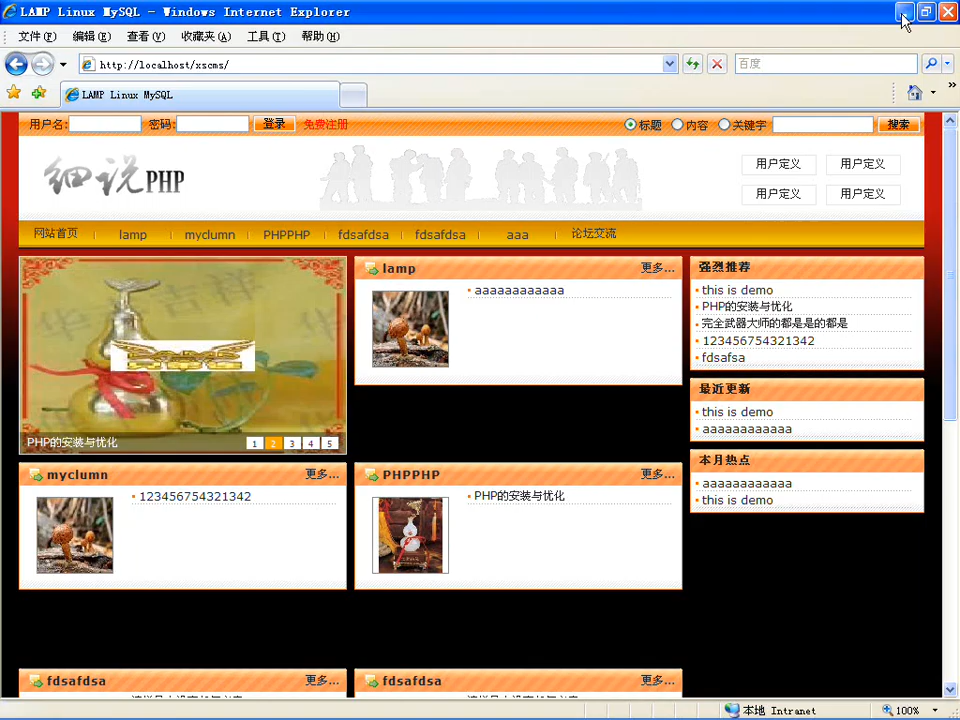 LAMP Linux MySQL - Windows Internet Explorer
文件(F) 编辑(E) 查看(V) 收藏夹(A) 工具(T) 帮助(H)
http://localhost/xscms/ 百度
LAMP Linux MySQL
用户名: 密码: 登录 免费注册 标题 内容 关键字 搜索
细说PHP
用户定义 用户定义
用户定义 用户定义
网站首页 lamp myclumn PHPPHP fdsafdsa fdsafdsa aaa 论坛交流
PHP的安装与忧化 1 2 3 4 5
lamp 更多...
aaaaaaaaaaaa
强烈推荐
this is demo
PHP的安装与忧化
完全武器大师的都是是的都是
123456754321342
fdsafsa
最近更新
this is demo
aaaaaaaaaaaa
本月热点
aaaaaaaaaaaa
this is demo
myclumn 更多...
123456754321342
PHPPHP 更多...
PHP的安装与忧化
fdsafdsa 更多...
fdsafdsa 更多...
本地 Intranet 100%